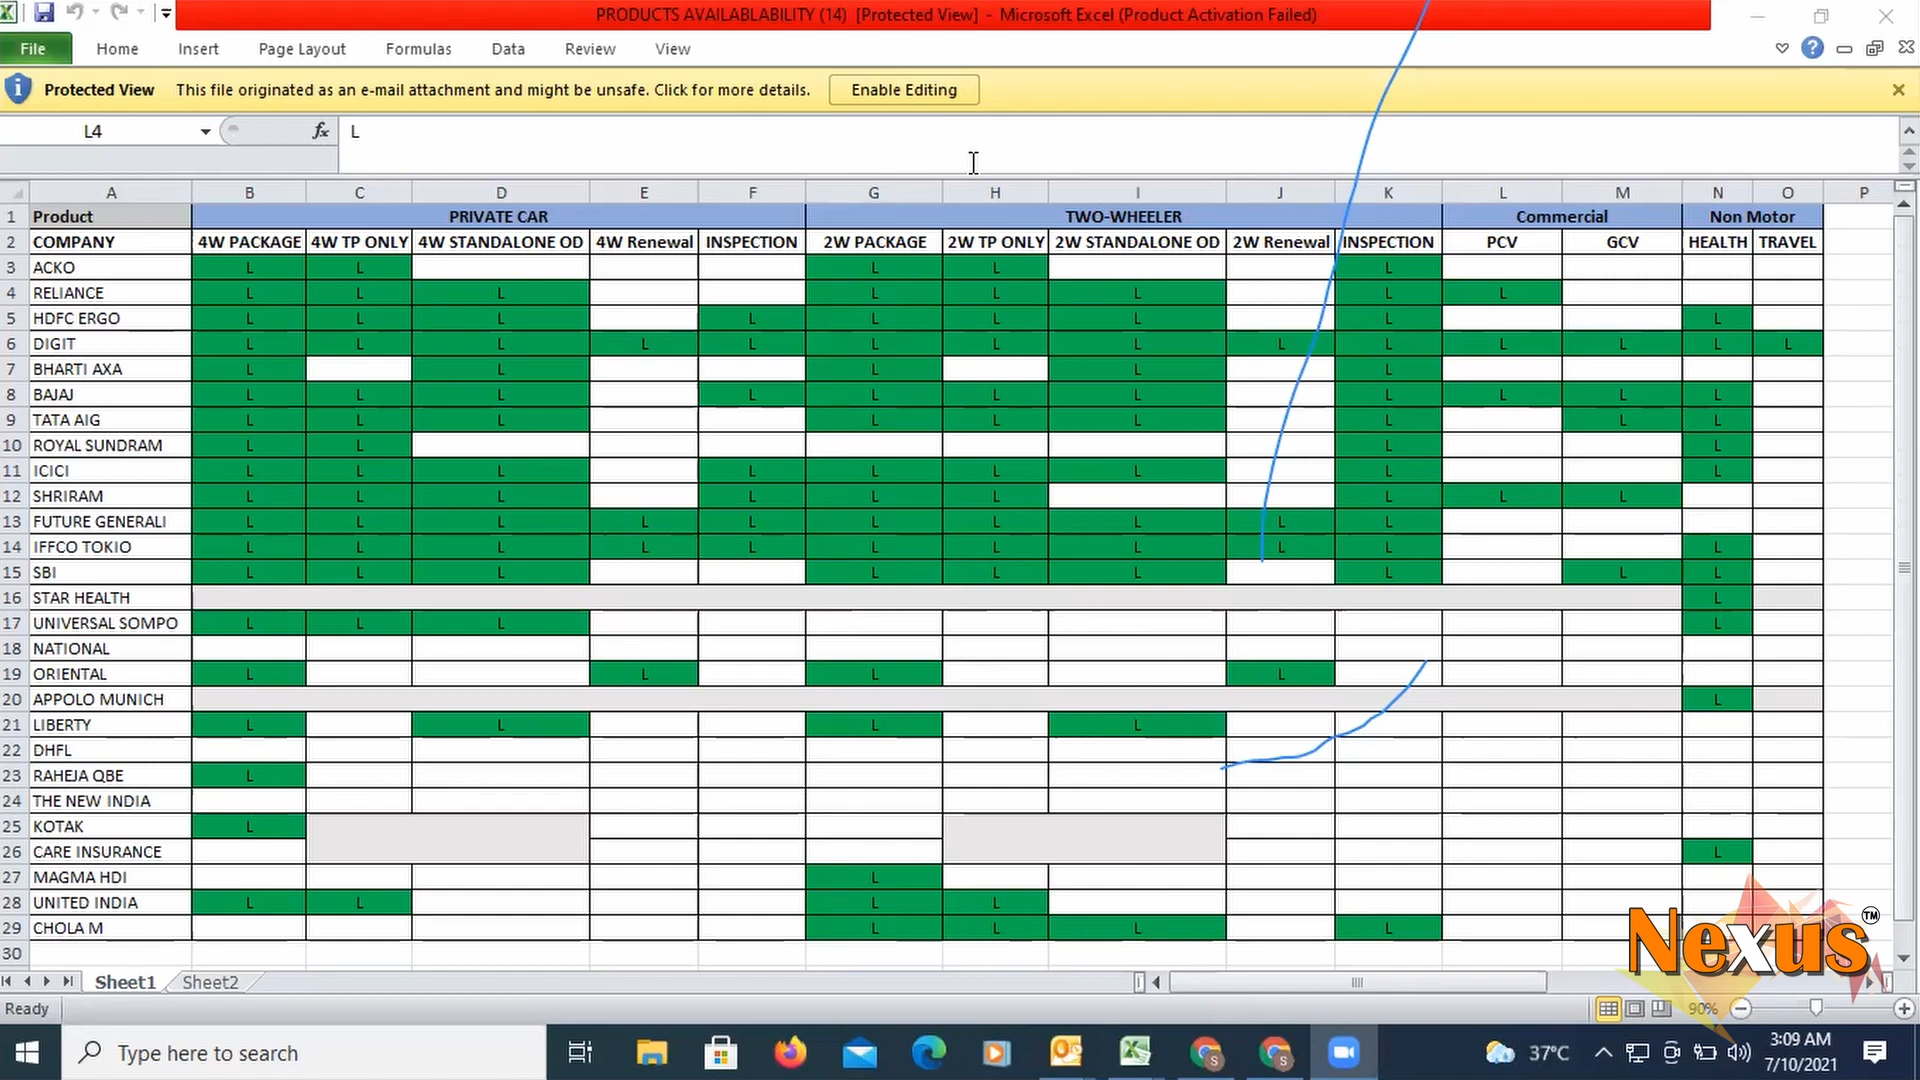 PRODUCTS AVAILABLABILITY (14) [Protected View] - Microsoft Excel (Product Activation Failed)
File Home Insert Page Layout Formulas Data Review View
Protected View This file originated as an e-mail attachment and might be unsafe. Click for more details. Enable Editing
L4 fx L
A B C D E F G H I J K L M N O P
1 Product PRIVATE CAR TWO-WHEELER Commercial Non Motor
2 COMPANY 4W PACKAGE 4W TP ONLY 4W STANDALONE OD 4W Renewal INSPECTION 2W PACKAGE 2W TP ONLY 2W STANDALONE OD 2W Renewal INSPECTION PCV GCV HEALTH TRAVEL
3 ACKO L L L L L
4 RELIANCE L L L L L L L L
5 HDFC ERGO L L L L L L L L L
6 DIGIT L L L L L L L L L L L L L L
7 BHARTI AXA L L L L L
8 BAJAJ L L L L L L L L L L L
9 TATA AIG L L L L L L L L L
10 ROYAL SUNDRAM L L L L
11 ICICI L L L L L L L L L
12 SHRIRAM L L L L L L L L L
13 FUTURE GENERALI L L L L L L L L L L
14 IFFCO TOKIO L L L L L L L L L L L
15 SBI L L L L L L L L L
16 STAR HEALTH L
17 UNIVERSAL SOMPO L L L L
18 NATIONAL
19 ORIENTAL L L L L
20 APPOLO MUNICH L
21 LIBERTY L L L L
22 DHFL
23 RAHEJA QBE L
24 THE NEW INDIA
25 KOTAK L
26 CARE INSURANCE L
27 MAGMA HDI L
28 UNITED INDIA L L L L
29 CHOLA M L L L L
30
Nexus™
Sheet1 Sheet2
Ready 90%
Type here to search 37°C 3:09 AM
7/10/2021